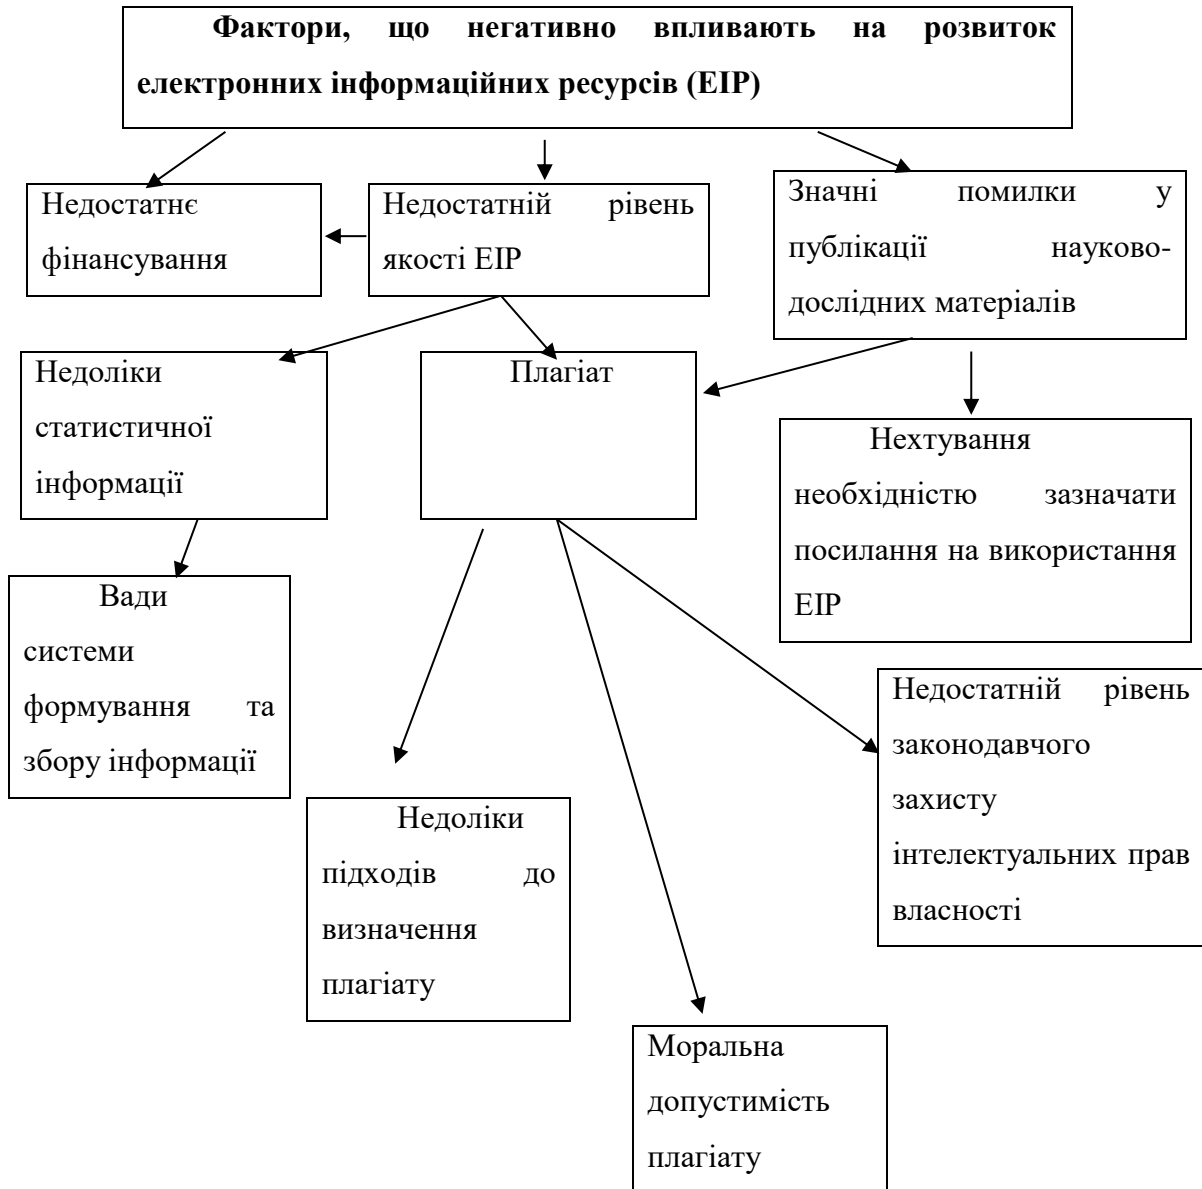 Фактори, що негативно впливають на розвиток
електронних інформаційних ресурсів (ЕІР)
Недостатнє
фінансування
Недостатній рівень
якості ЕІР
Значні помилки у
публікації науково-
дослідних матеріалів
Недоліки
статистичної
інформації
Плагіат
Нехтування
необхідністю зазначати
посилання на використання
ЕІР
Вади
системи
формування та
збору інформації
Недостатній рівень
законодавчого
захисту
інтелектуальних прав
власності
Недоліки
підходів до
визначення
плагіату
Моральна
допустимість
плагіату